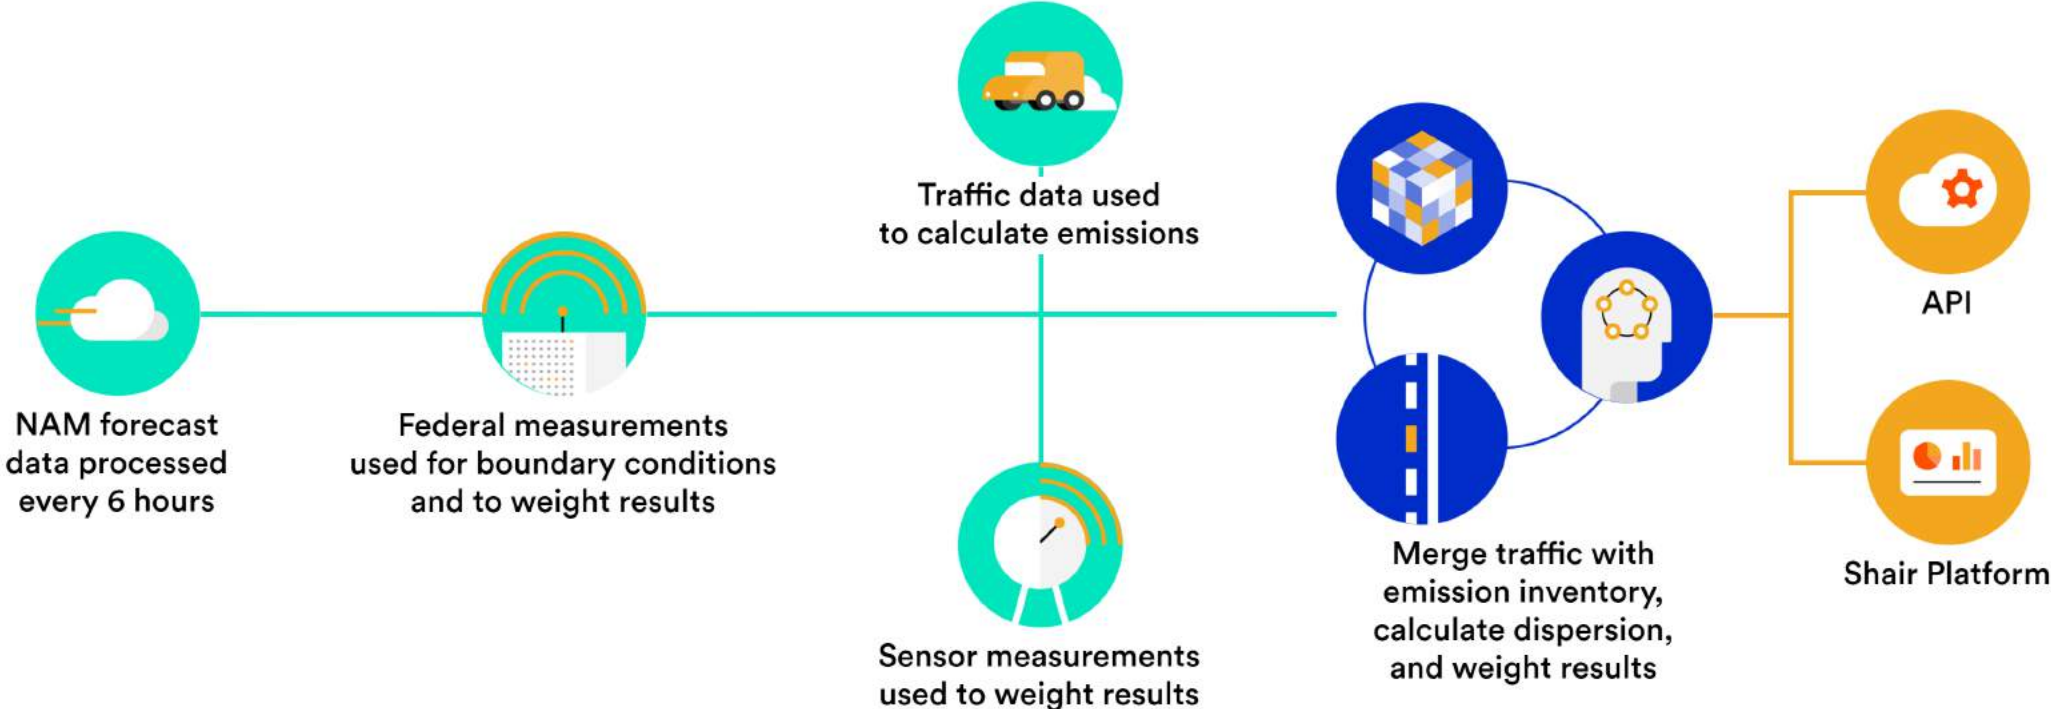 NAM forecast
data processed
every 6 hours
Federal measurements
used for boundary conditions
and to weight results
Traffic data used
to calculate emissions
Sensor measurements
used to weight results
Merge traffic with
emission inventory,
calculate dispersion,
and weight results
API
Shair Platform